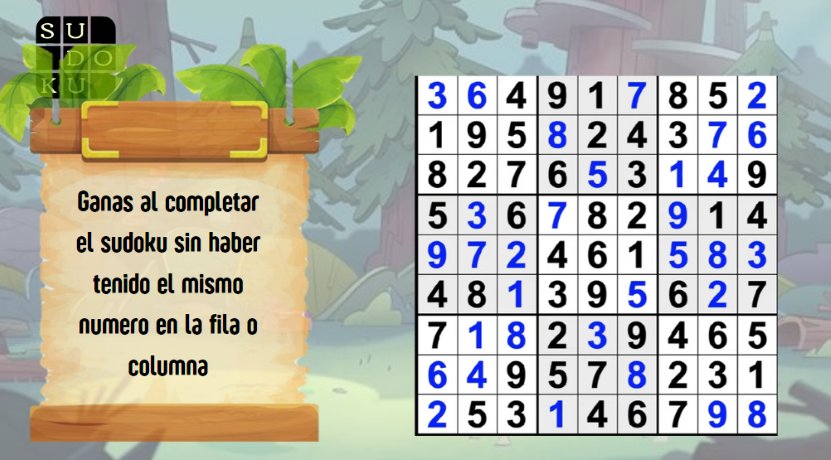 SU
DO
KU
Ganas al completar
el sudoku sin haber
tenido el mismo
numero en la fila o
columna
3 6 4 9 1 7 8 5 2
1 9 5 8 2 4 3 7 6
8 2 7 6 5 3 1 4 9
5 3 6 7 8 2 9 1 4
9 7 2 4 6 1 5 8 3
4 8 1 3 9 5 6 2 7
7 1 8 2 3 9 4 6 5
6 4 9 5 7 8 2 3 1
2 5 3 1 4 6 7 9 8